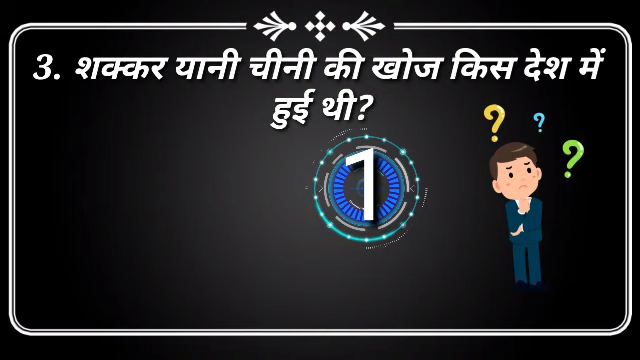 3. शक्कर यानी चीनी की खोज किस देश में
हुई थी?
1
? ? ?